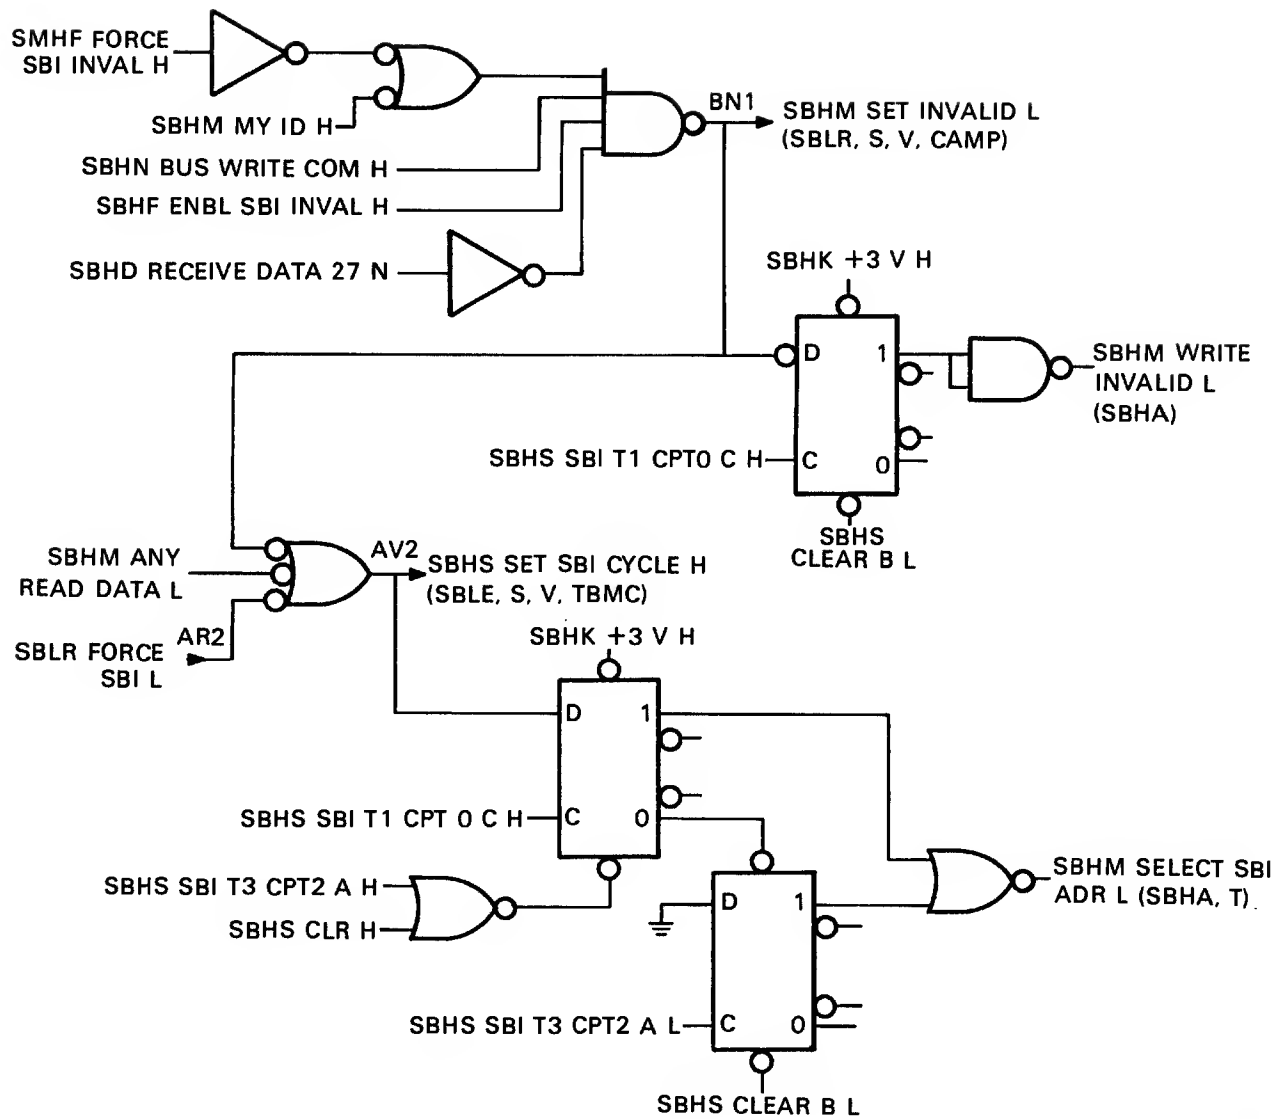 SMHF FORCE
SBI INVAL H
SBHM MY ID H
SBHN BUS WRITE COM H
SBHF ENBL SBI INVAL H
SBHD RECEIVE DATA 27 N
BN1
SBHM SET INVALID L
(SBLR, S, V, CAMP)
SBHK +3 V H
D 1
C 0
SBHS SBI T1 CPT0 C H
SBHS
CLEAR B L
SBHM WRITE
INVALID L
(SBHA)
SBHM ANY
READ DATA L
SBLR FORCE
SBI L
AR2
AV2
SBHS SET SBI CYCLE H
(SBLE, S, V, TBMC)
SBHK +3 V H
D 1
C 0
SBHS SBI T1 CPT 0 C H
SBHS SBI T3 CPT2 A H
SBHS CLR H
D 1
C 0
SBHS SBI T3 CPT2 A L
SBHS CLEAR B L
SBHM SELECT SBI
ADR L (SBHA, T)